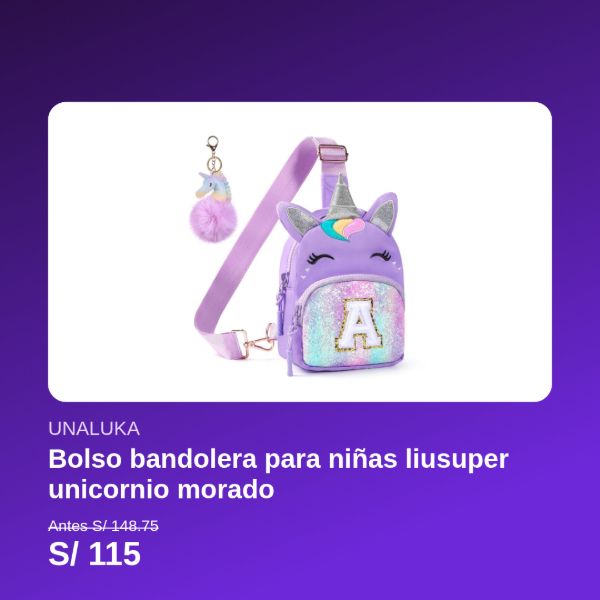 A
UNALUKA
Bolso bandolera para niñas liusuper
unicornio morado
Antes S/ 148.75
S/ 115